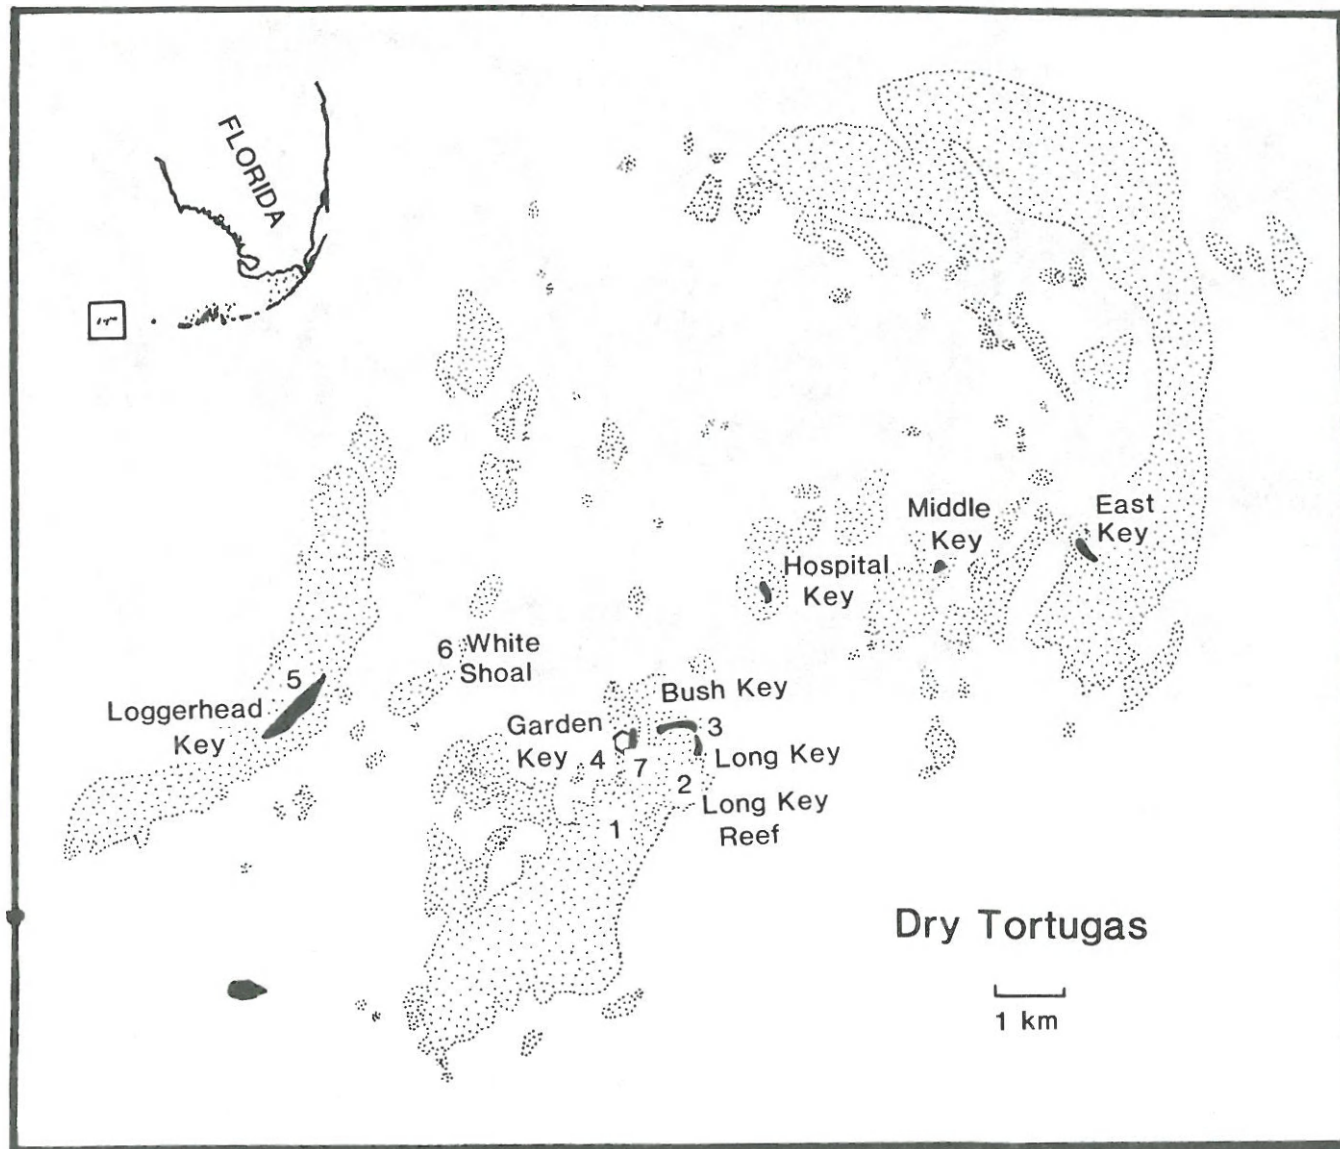 FLORIDA
Middle
Key
East
Key
Hospital
Key
6 White
Shoal
5
Loggerhead
Key
Bush Key
Garden
Key
4
7
3
Long Key
2
Long Key
Reef
1
Dry Tortugas
1 km